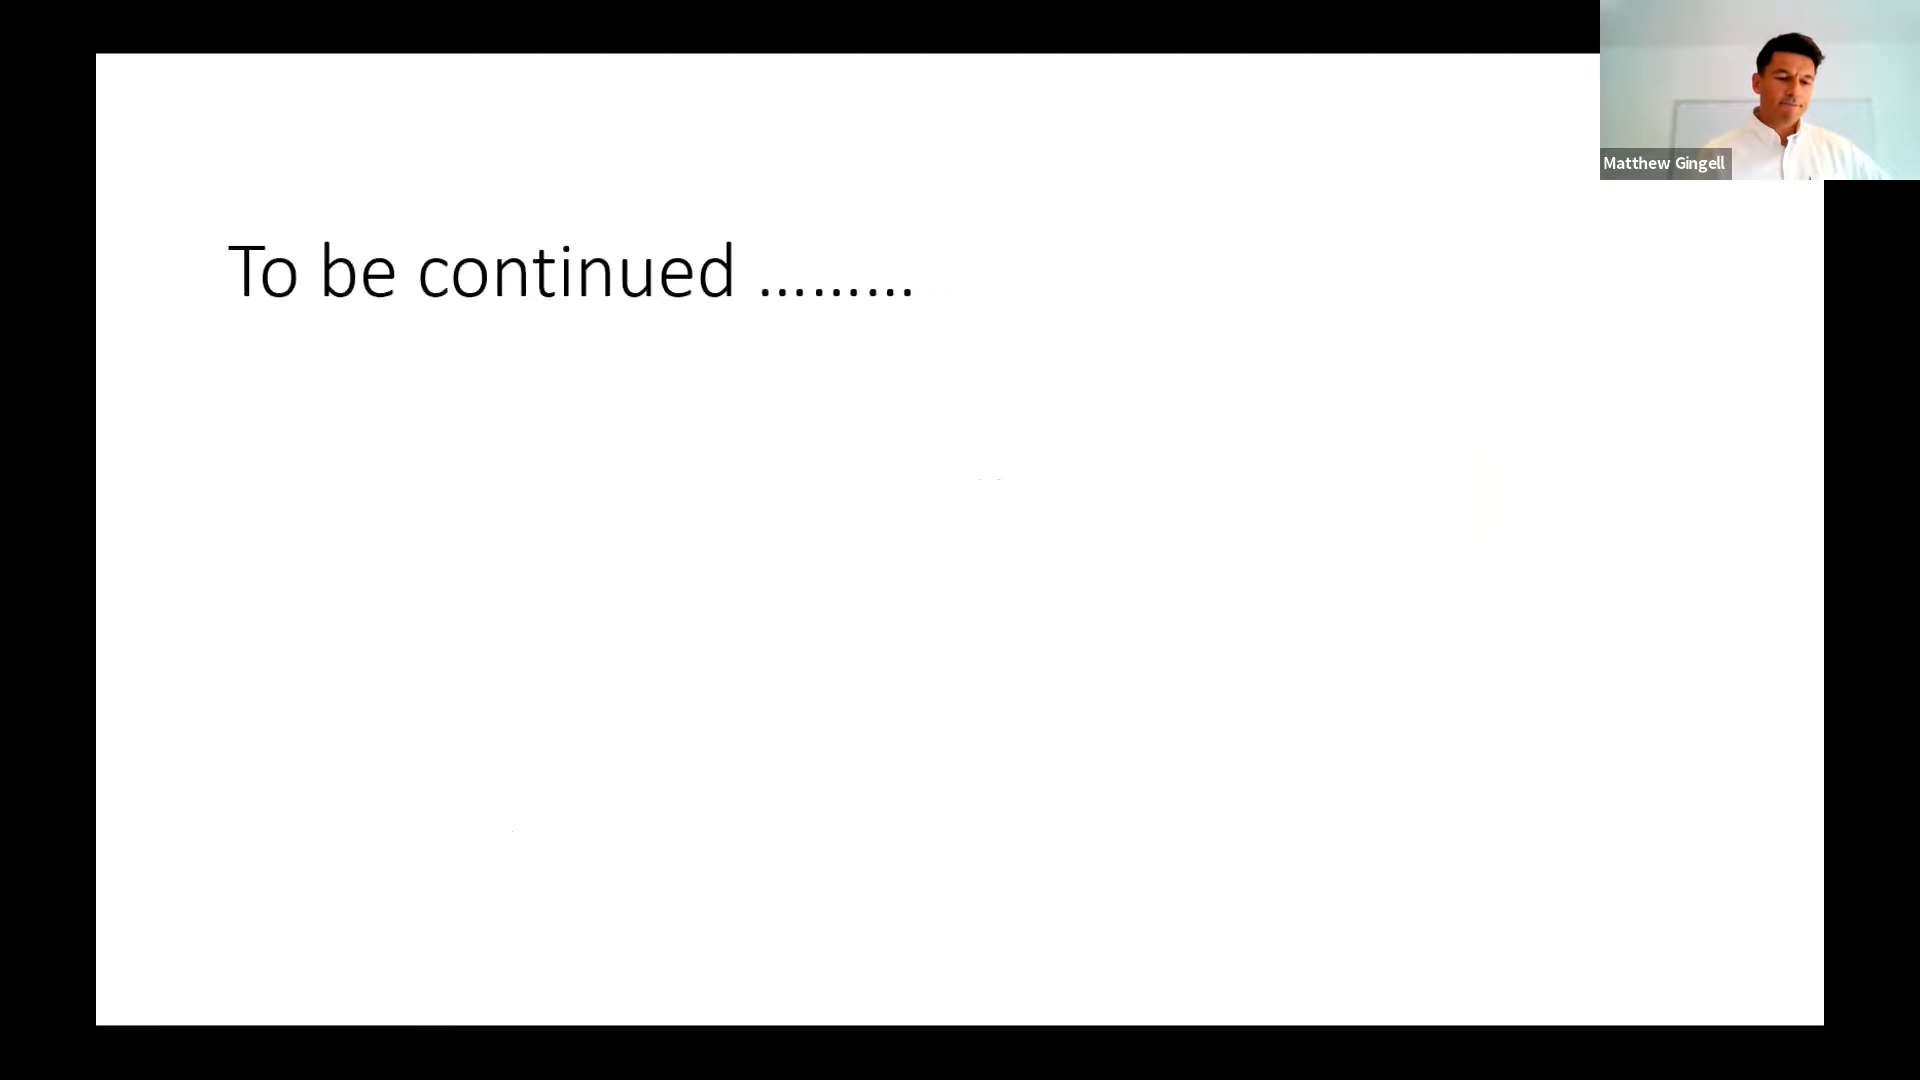 Matthew Gingell
To be continued .........